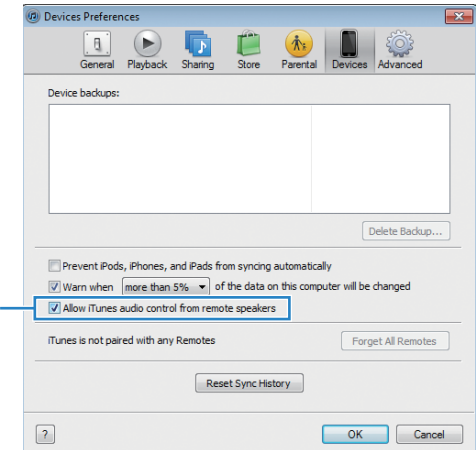 Devices Preferences
General Playback Sharing Store Parental Devices Advanced
Device backups:
Delete Backup...
Prevent iPods, iPhones, and iPads from syncing automatically
Warn when more than 5% of the data on this computer will be changed
Allow iTunes audio control from remote speakers
iTunes is not paired with any Remotes Forget All Remotes
Reset Sync History
? OK Cancel